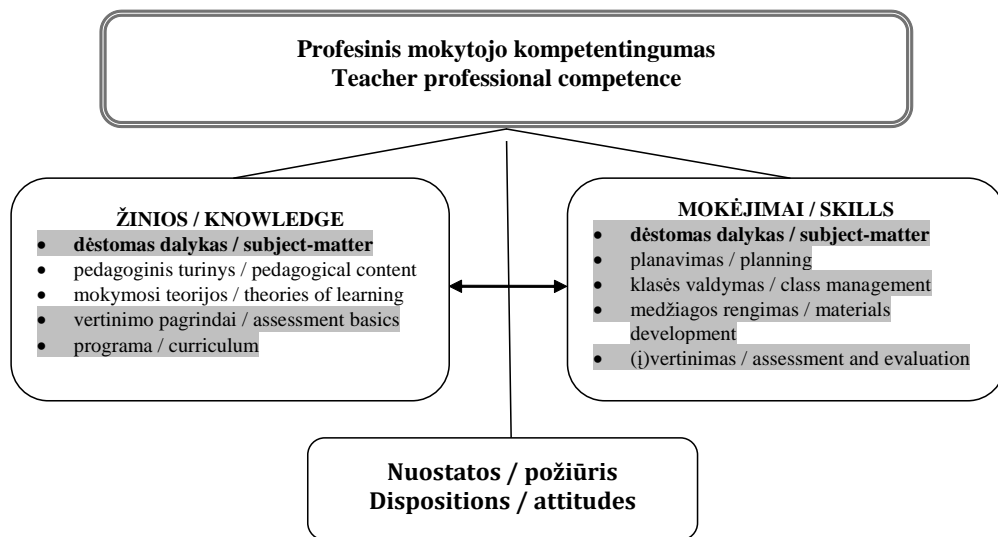 Profesinis mokytojo kompetentingumas
Teacher professional competence
ŽINIOS / KNOWLEDGE
• dėstomas dalykas / subject-matter
• pedagoginis turinys / pedagogical content
• mokymosi teorijos / theories of learning
• vertinimo pagrindai / assessment basics
• programa / curriculum
MOKĖJIMAI / SKILLS
• dėstomas dalykas / subject-matter
• planavimas / planning
• klasės valdymas / class management
• medžiagos rengimas / materials
development
• (į)vertinimas / assessment and evaluation
Nuostatos / požiūris
Dispositions / attitudes